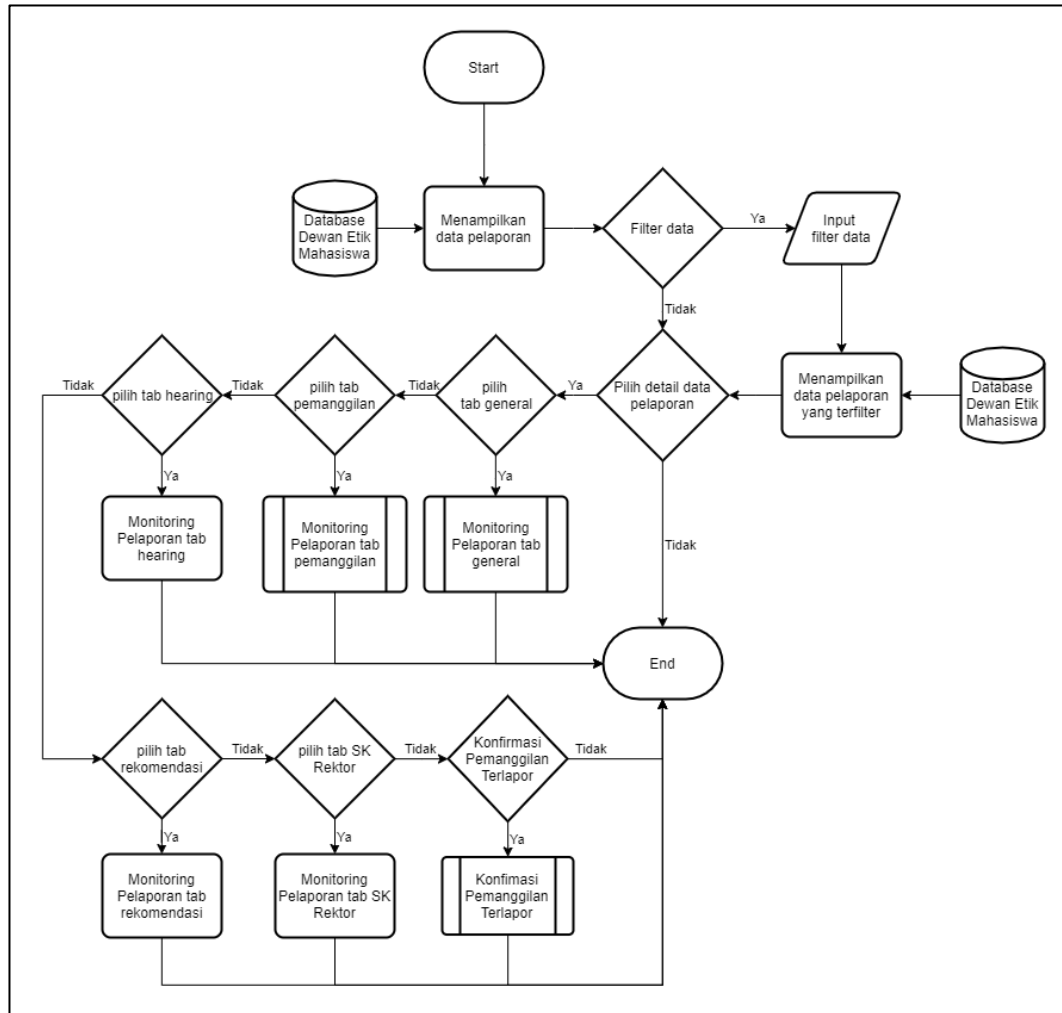 Start
Database
Dewan Etik
Mahasiswa
Menampilkan
data pelaporan
Filter data
Ya
Input
filter data
Tidak
Tidak
pilih tab hearing
Tidak
pilih tab
pemanggilan
Tidak
pilih
tab general
Ya
Pilih detail data
pelaporan
Menampilkan
data pelaporan
yang terfilter
Database
Dewan Etik
Mahasiswa
Ya
Ya
Ya
Monitoring
Pelaporan tab
hearing
Monitoring
Pelaporan tab
pemanggilan
Monitoring
Pelaporan tab
general
Tidak
End
pilih tab
rekomendasi
Tidak
pilih tab SK
Rektor
Tidak
Konfirmasi
Pemanggilan
Terlapor
Tidak
Ya
Ya
Ya
Monitoring
Pelaporan tab
rekomendasi
Monitoring
Pelaporan tab SK
Rektor
Konfimasi
Pemanggilan
Terlapor